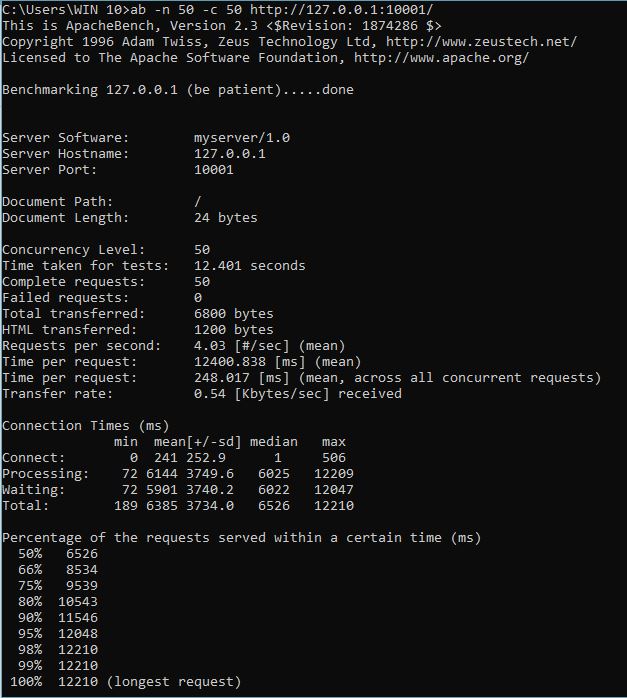 C:\Users\WIN 10>ab -n 50 -c 50 http://127.0.0.1:10001/
This is ApacheBench, Version 2.3 <$Revision: 1874286 $>
Copyright 1996 Adam Twiss, Zeus Technology Ltd, http://www.zeustech.net/
Licensed to The Apache Software Foundation, http://www.apache.org/

Benchmarking 127.0.0.1 (be patient).....done


Server Software:        myserver/1.0
Server Hostname:        127.0.0.1
Server Port:            10001

Document Path:          /
Document Length:        24 bytes

Concurrency Level:      50
Time taken for tests:   12.401 seconds
Complete requests:      50
Failed requests:        0
Total transferred:      6800 bytes
HTML transferred:       1200 bytes
Requests per second:    4.03 [#/sec] (mean)
Time per request:       12400.838 [ms] (mean)
Time per request:       248.017 [ms] (mean, across all concurrent requests)
Transfer rate:          0.54 [Kbytes/sec] received

Connection Times (ms)
              min  mean[+/-sd] median   max
Connect:        0  241 252.9      1     506
Processing:    72 6144 3749.6   6025   12209
Waiting:       72 5901 3740.2   6022   12047
Total:        189 6385 3734.0   6526   12210

Percentage of the requests served within a certain time (ms)
  50%   6526
  66%   8534
  75%   9539
  80%  10543
  90%  11546
  95%  12048
  98%  12210
  99%  12210
 100%  12210 (longest request)